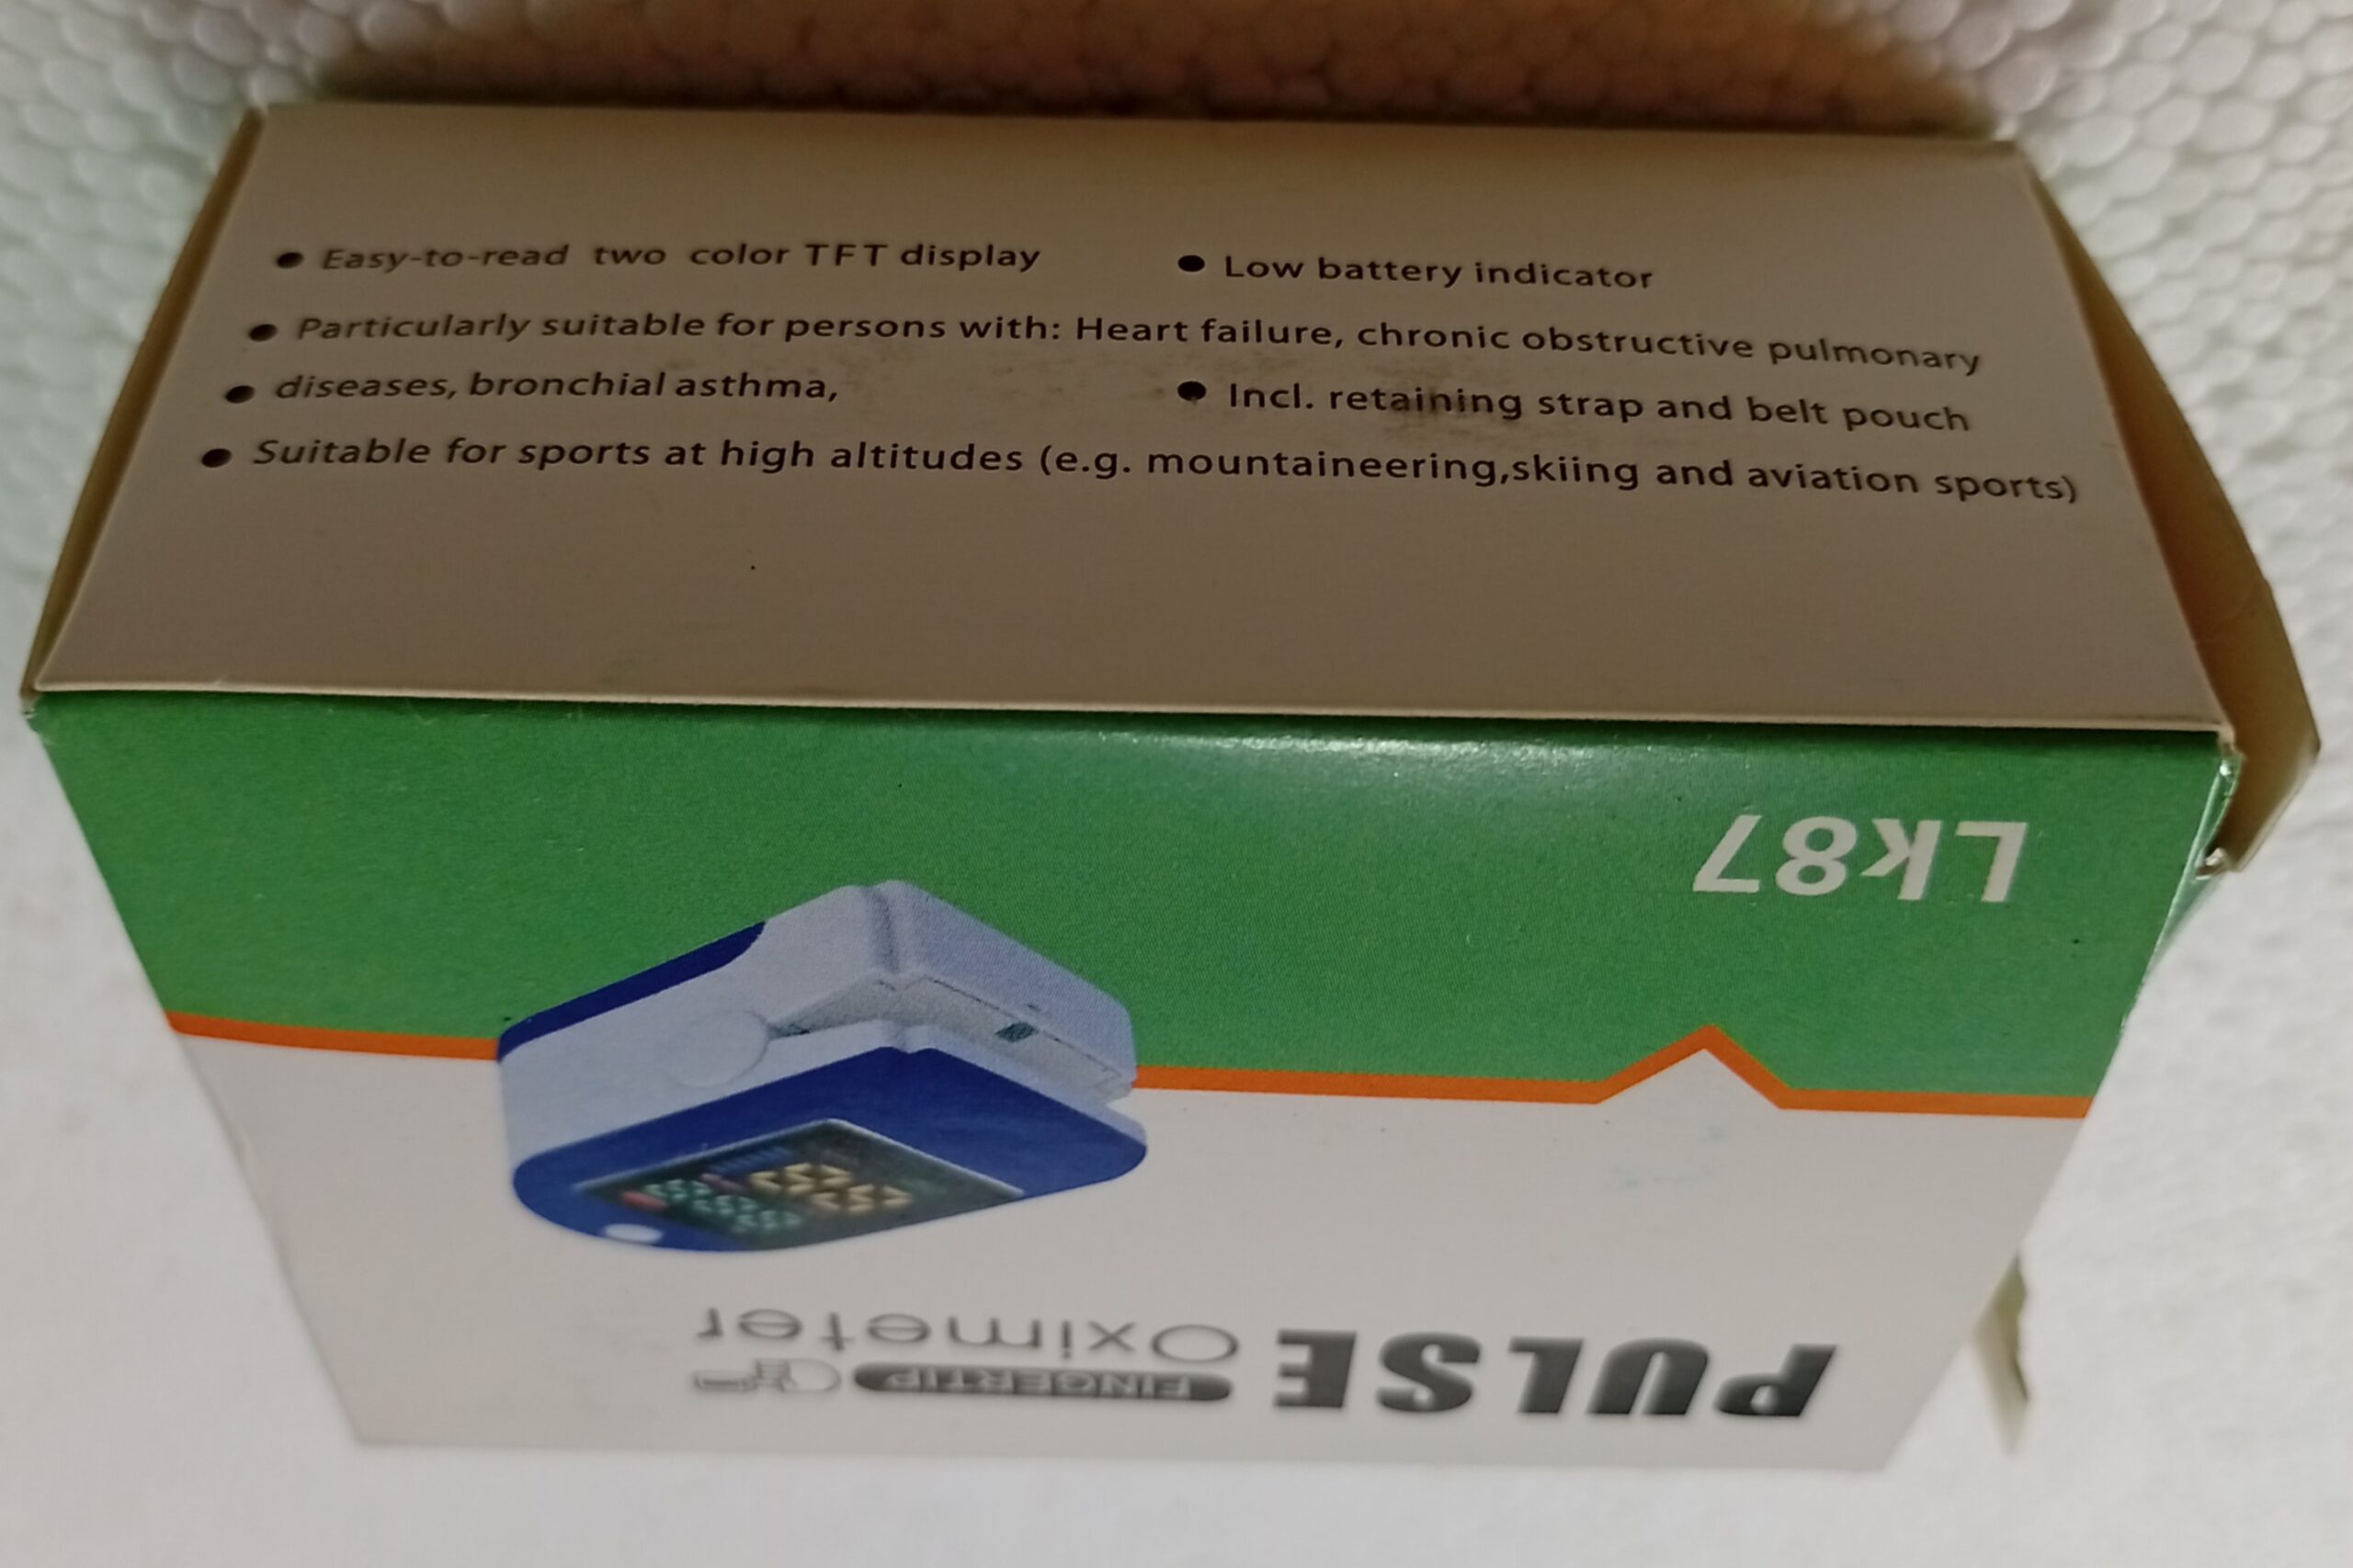 • Easy-to-read two color TFT display • Low battery indicator
• Particularly suitable for persons with: Heart failure, chronic obstructive pulmonary
• diseases, bronchial asthma, • Incl. retaining strap and belt pouch
• Suitable for sports at high altitudes (e.g. mountaineering,skiing and aviation sports)
PULSE FINGERTIP
Oximeter
Lk87